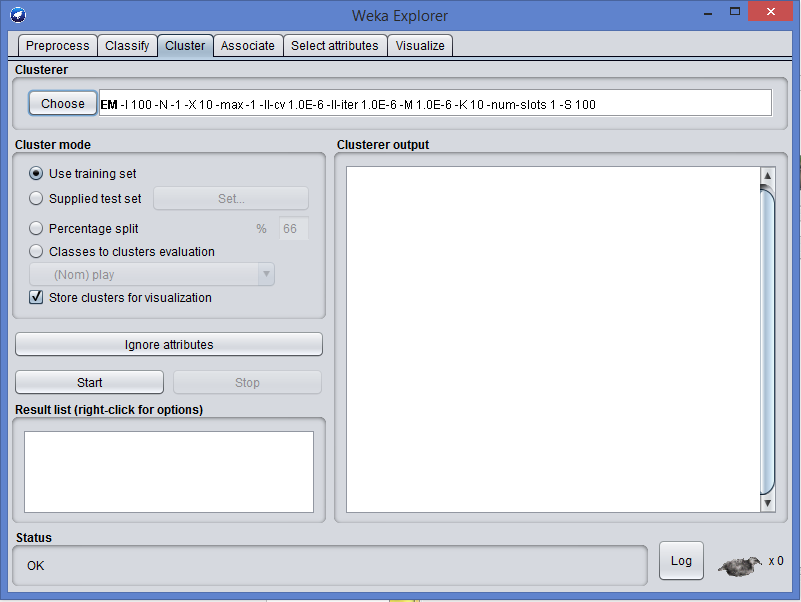 Weka Explorer
Preprocess Classify Cluster Associate Select attributes Visualize
Clusterer
Choose EM -I 100 -N -1 -X 10 -max -1 -ll-cv 1.0E-6 -ll-iter 1.0E-6 -M 1.0E-6 -K 10 -num-slots 1 -S 100
Cluster mode
Use training set
Supplied test set Set...
Percentage split % 66
Classes to clusters evaluation
(Nom) play
Store clusters for visualization
Ignore attributes
Start Stop
Result list (right-click for options)
Clusterer output
Status
OK
Log
x 0